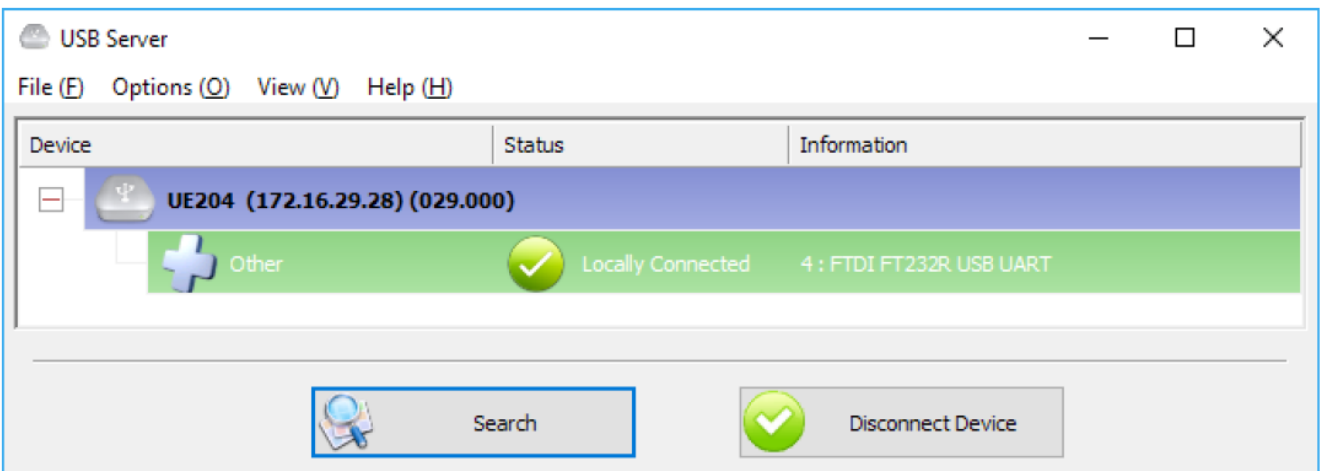 USB Server
File (F) Options (O) View (V) Help (H)
Device Status Information
UE204 (172.16.29.28) (029.000)
Other Locally Connected 4 : FTDI FT232R USB UART
Search Disconnect Device